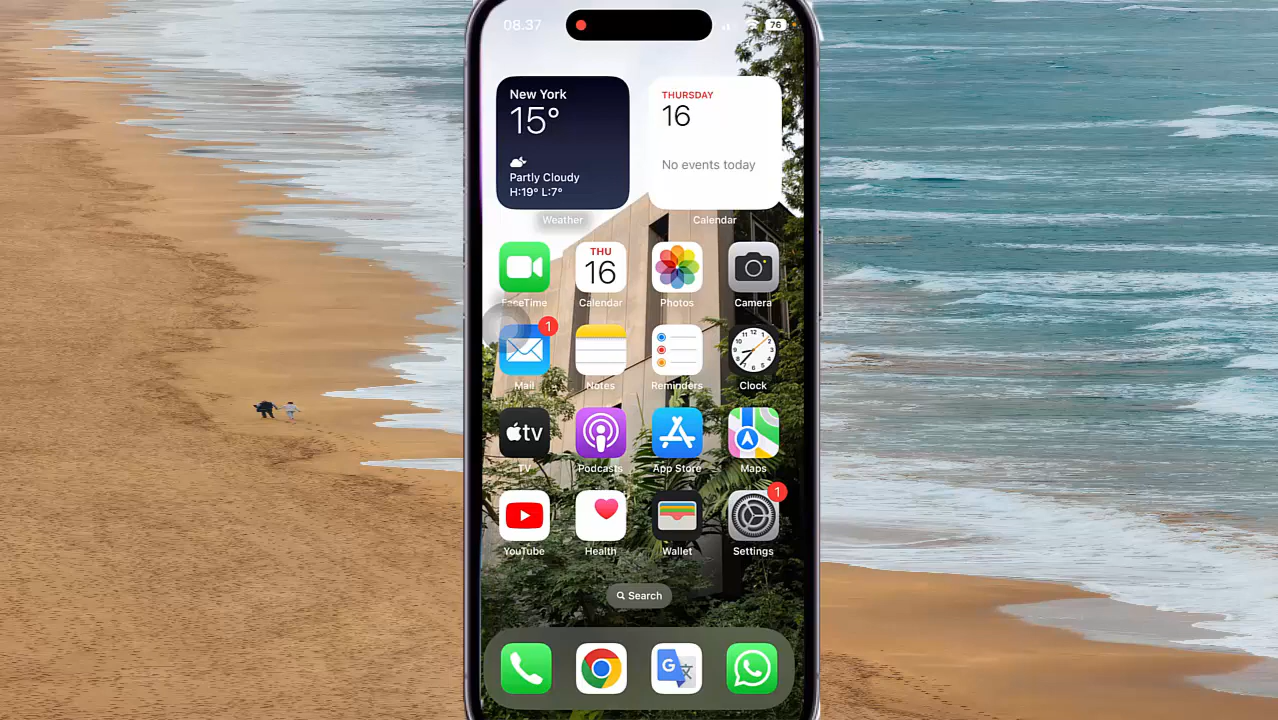 08.37
76
New York
15°
Partly Cloudy
H:19° L:7°
Weather
THURSDAY
16
No events today
Calendar
FaceTime
THU
16
Calendar
Photos
Camera
1
Mail
Notes
Reminders
Clock
tv
TV
Podcasts
App Store
Maps
YouTube
Health
Wallet
1
Settings
Search
G
文